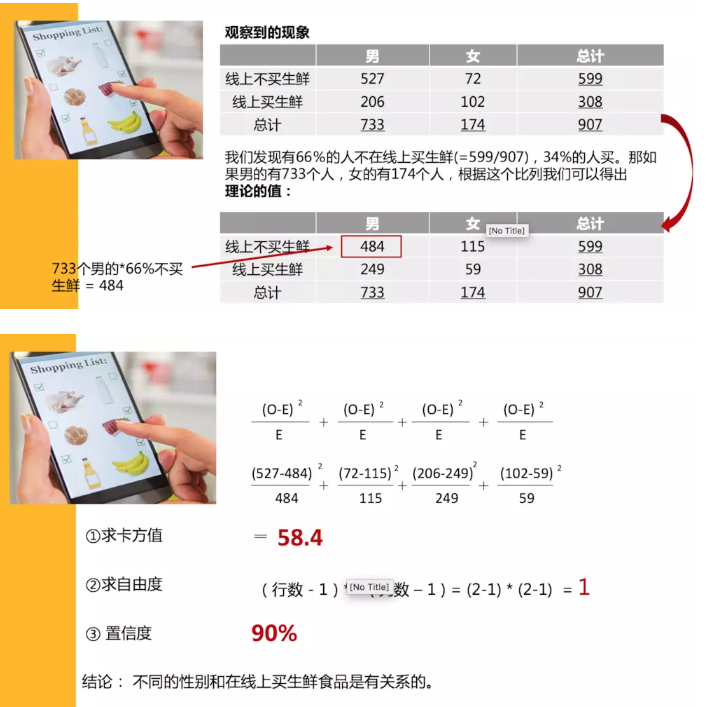 Shopping List:
观察到的现象
男 女 总计
线上不买生鲜 527 72 599
线上买生鲜 206 102 308
总计 733 174 907
我们发现有66%的人不在线上买生鲜(=599/907)，34%的人买。那如
果男的有733个人，女的有174个人，根据这个比列我们可以得出
理论的值：
男 女 总计
[No Title]
线上不买生鲜 484 115 599
线上买生鲜 249 59 308
总计 733 174 907
733个男的*66%不买
生鲜 = 484
Shopping List:
(O-E)² + (O-E)² + (O-E)² + (O-E)²
E E E E
(527-484)² + (72-115)² + (206-249)² + (102-59)²
484 115 249 59
①求卡方值 = 58.4
②求自由度 （行数 - 1）* [No Title] 数 – 1）= (2-1) * (2-1) = 1
③ 置信度 90%
结论： 不同的性别和在线上买生鲜食品是有关系的。